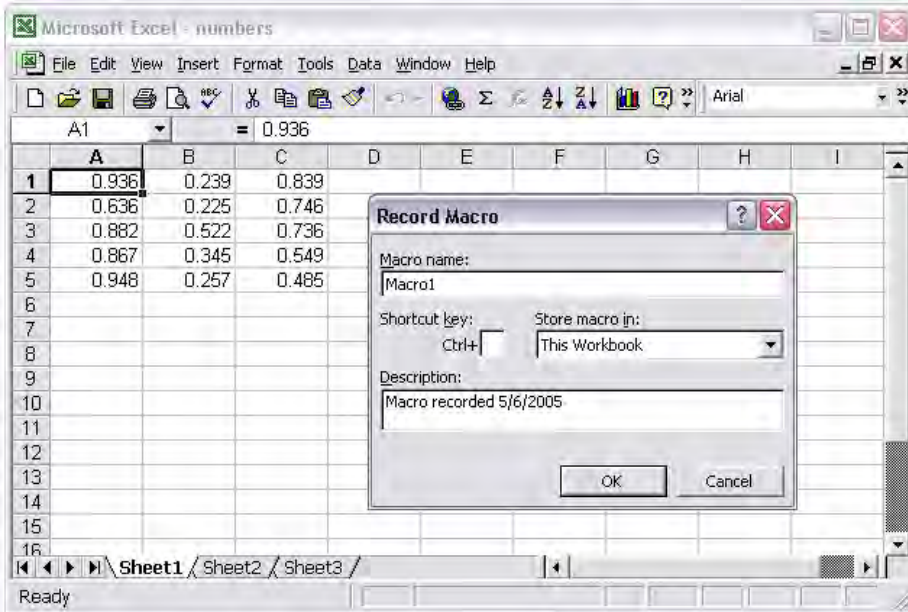 Microsoft Excel - numbers
File Edit View Insert Format Tools Data Window Help
ABC A Z Z A ? » Arial »
A1 = 0.936
A B C D E F G H I
1 0.936 0.239 0.839
2 0.636 0.225 0.746
3 0.882 0.522 0.736
4 0.867 0.345 0.549
5 0.948 0.257 0.485
6
7
8
9
10
11
12
13
14
15
16
Record Macro
Macro name:
Macro1
Shortcut key: Store macro in:
Ctrl+ This Workbook
Description:
Macro recorded 5/6/2005
OK Cancel
Sheet1 Sheet2 Sheet3
Ready